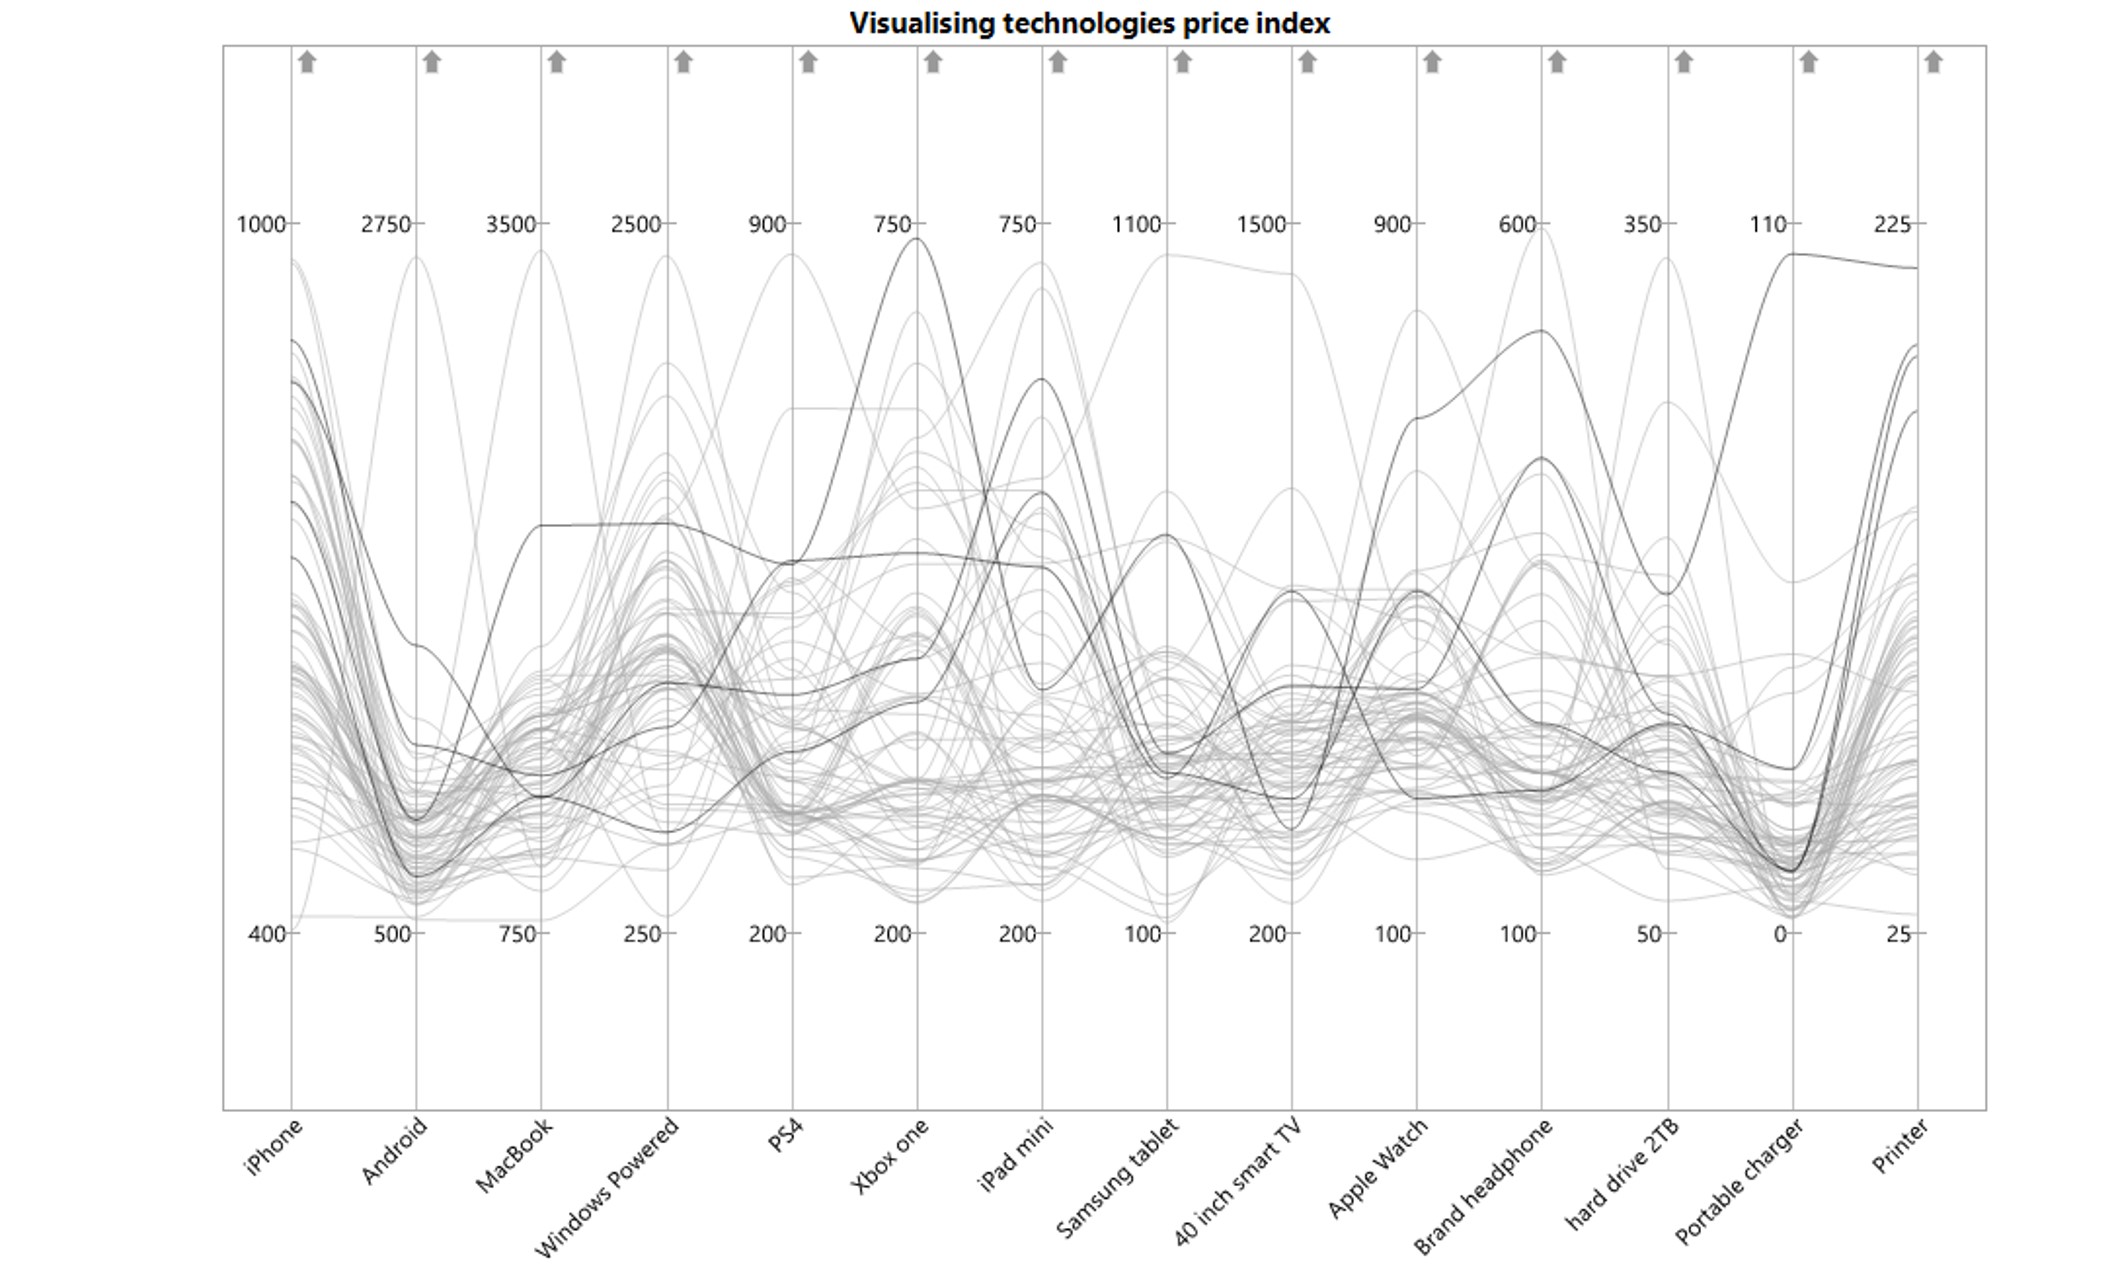 Visualising technologies price index
1000 2750 3500 2500 900 750 750 1100 1500 900 600 350 110 225
400 500 750 250 200 200 200 100 200 100 100 50 0 25
iPhone
Android
MacBook
Windows Powered
PS4
Xbox one
iPad mini
Samsung tablet
40 inch smart TV
Apple Watch
Brand headphone
hard drive 2TB
Portable charger
Printer